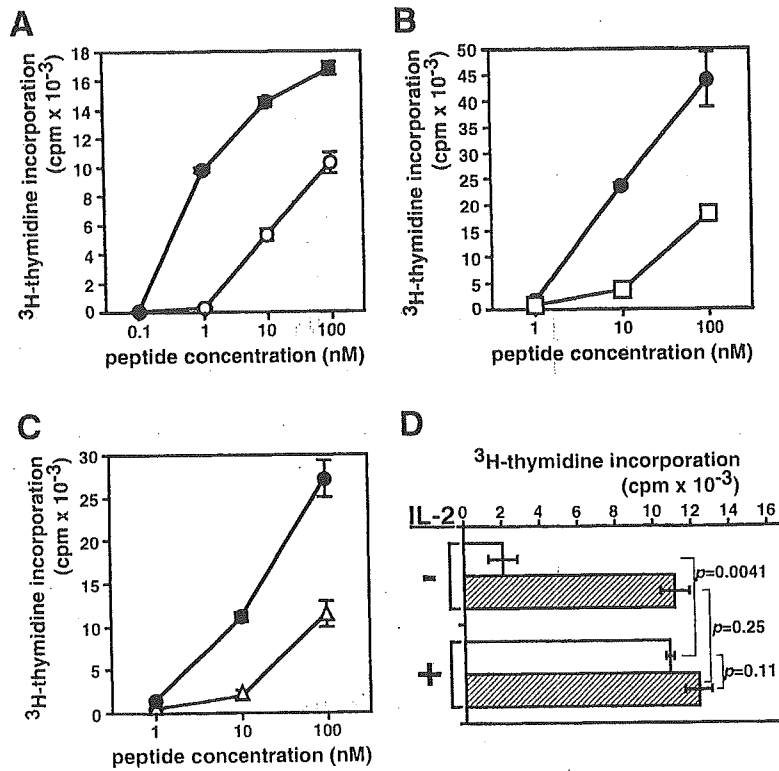 A
³H-thymidine incorporation
(cpm x 10⁻³)
18
16
14
12
10
8
6
4
2
0
0.1 1 10 100
peptide concentration (nM)
B
³H-thymidine incorporation
(cpm x 10⁻³)
50
45
40
35
30
25
20
15
10
5
0
1 10 100
peptide concentration (nM)
C
³H-thymidine incorporation
(cpm x 10⁻³)
30
25
20
15
10
5
0
1 10 100
peptide concentration (nM)
D
³H-thymidine incorporation
(cpm x 10⁻³)
IL-2 0 2 4 6 8 10 12 14 16
-
+
p=0.0041
p=0.25
p=0.11